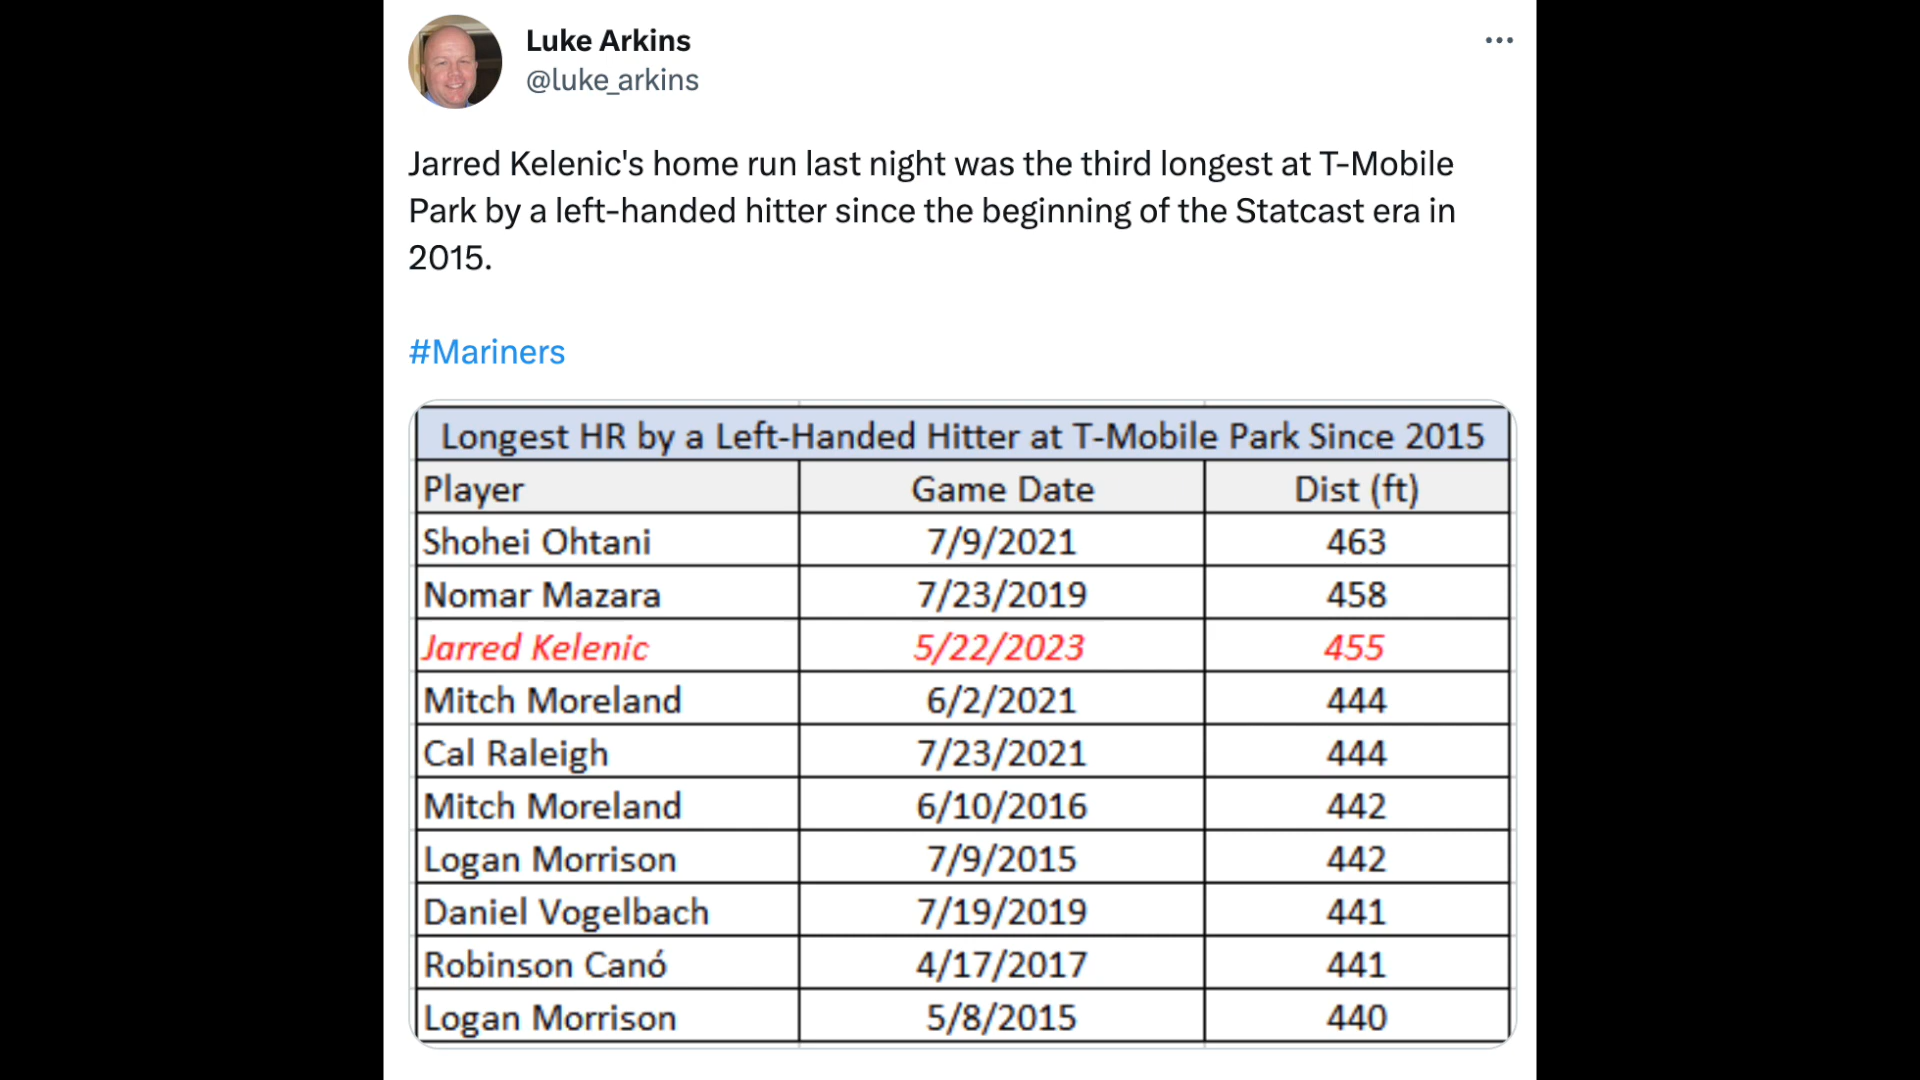 Luke Arkins
@luke_arkins
Jarred Kelenic's home run last night was the third longest at T-Mobile
Park by a left-handed hitter since the beginning of the Statcast era in
2015.
#Mariners
Longest HR by a Left-Handed Hitter at T-Mobile Park Since 2015
Player Game Date Dist (ft)
Shohei Ohtani 7/9/2021 463
Nomar Mazara 7/23/2019 458
Jarred Kelenic 5/22/2023 455
Mitch Moreland 6/2/2021 444
Cal Raleigh 7/23/2021 444
Mitch Moreland 6/10/2016 442
Logan Morrison 7/9/2015 442
Daniel Vogelbach 7/19/2019 441
Robinson Canó 4/17/2017 441
Logan Morrison 5/8/2015 440